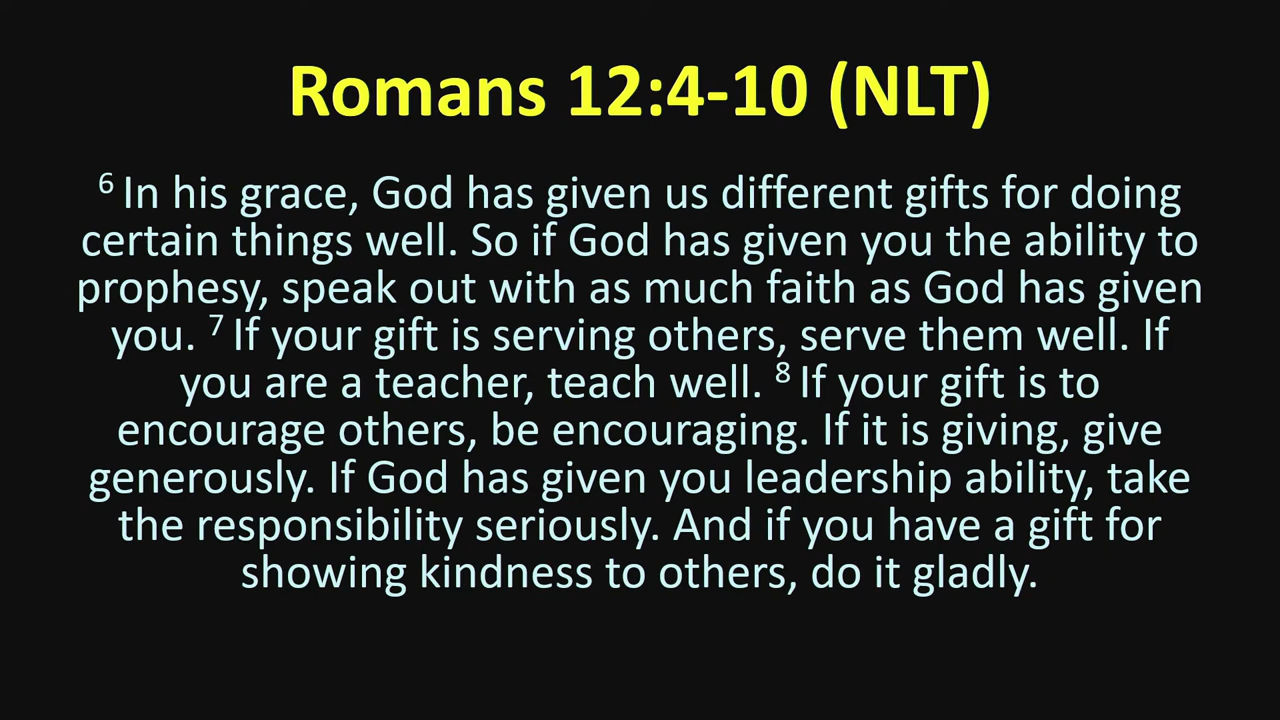 Romans 12:4-10 (NLT)
6 In his grace, God has given us different gifts for doing
certain things well. So if God has given you the ability to
prophesy, speak out with as much faith as God has given
you. 7 If your gift is serving others, serve them well. If
you are a teacher, teach well. 8 If your gift is to
encourage others, be encouraging. If it is giving, give
generously. If God has given you leadership ability, take
the responsibility seriously. And if you have a gift for
showing kindness to others, do it gladly.